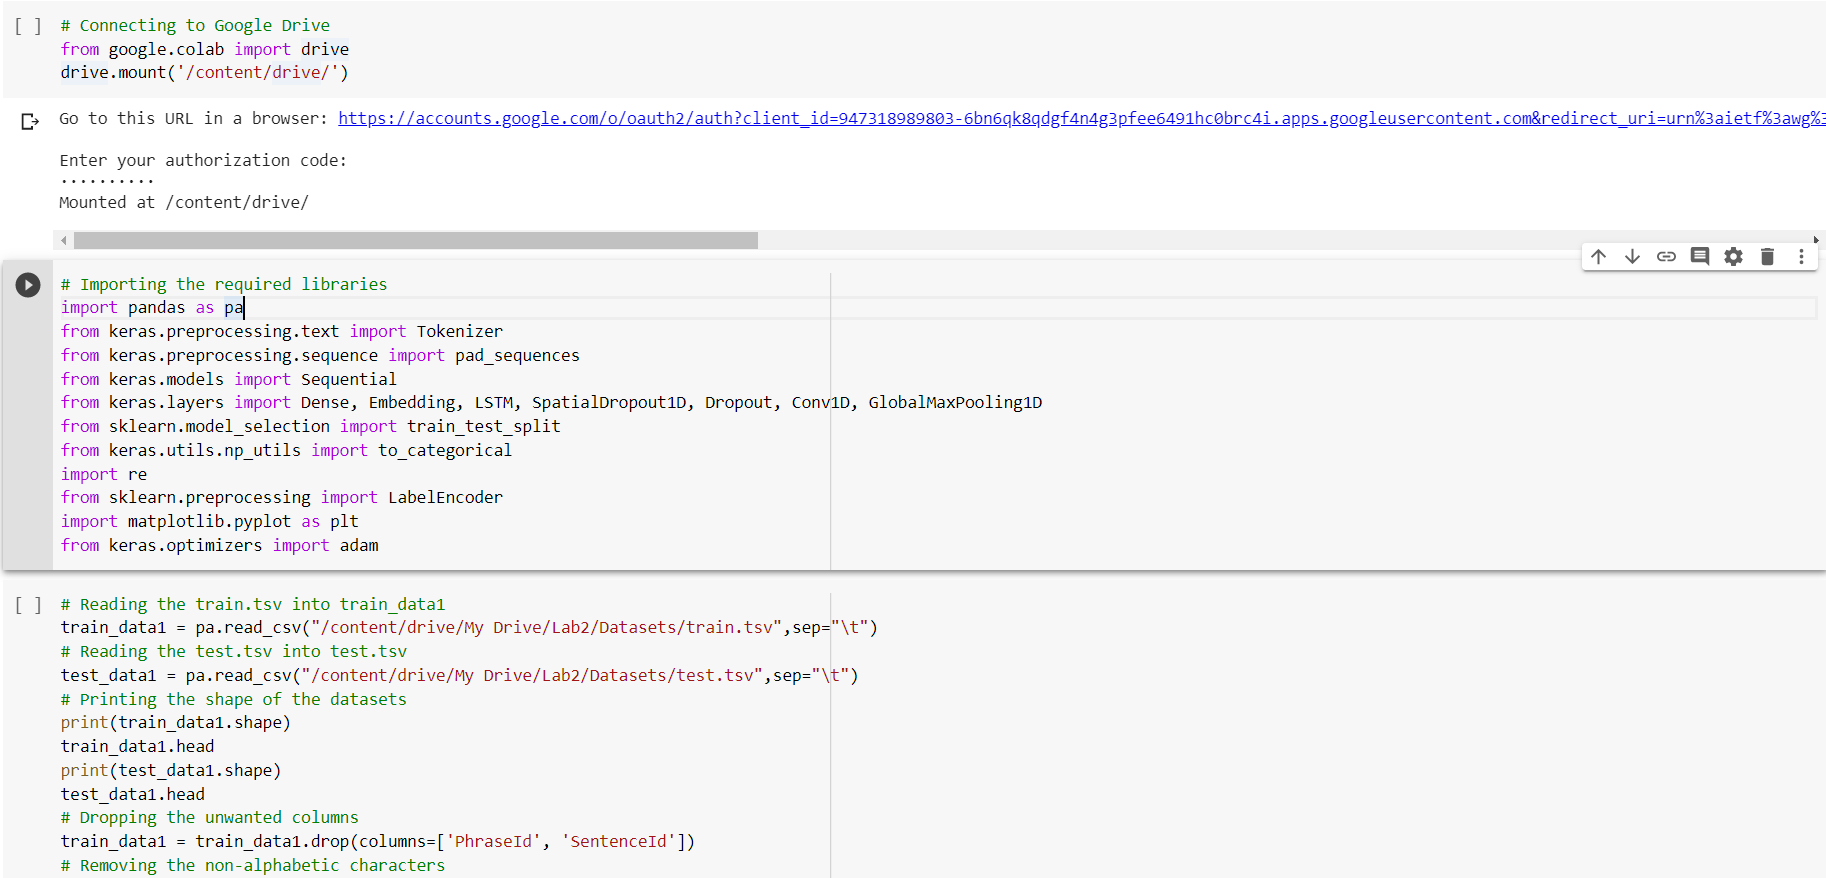 [ ] # Connecting to Google Drive
from google.colab import drive
drive.mount('/content/drive/')
Go to this URL in a browser: https://accounts.google.com/o/oauth2/auth?client_id=947318989803-6bn6qk8qdgf4n4g3pfee6491hc0brc4i.apps.googleusercontent.com&redirect_uri=urn%3aietf%3awg%3
Enter your authorization code:
··········
Mounted at /content/drive/
# Importing the required libraries
import pandas as pa
from keras.preprocessing.text import Tokenizer
from keras.preprocessing.sequence import pad_sequences
from keras.models import Sequential
from keras.layers import Dense, Embedding, LSTM, SpatialDropout1D, Dropout, Conv1D, GlobalMaxPooling1D
from sklearn.model_selection import train_test_split
from keras.utils.np_utils import to_categorical
import re
from sklearn.preprocessing import LabelEncoder
import matplotlib.pyplot as plt
from keras.optimizers import adam
[ ] # Reading the train.tsv into train_data1
train_data1 = pa.read_csv("/content/drive/My Drive/Lab2/Datasets/train.tsv",sep="\t")
# Reading the test.tsv into test.tsv
test_data1 = pa.read_csv("/content/drive/My Drive/Lab2/Datasets/test.tsv",sep="\t")
# Printing the shape of the datasets
print(train_data1.shape)
train_data1.head
print(test_data1.shape)
test_data1.head
# Dropping the unwanted columns
train_data1 = train_data1.drop(columns=['PhraseId', 'SentenceId'])
# Removing the non-alphabetic characters